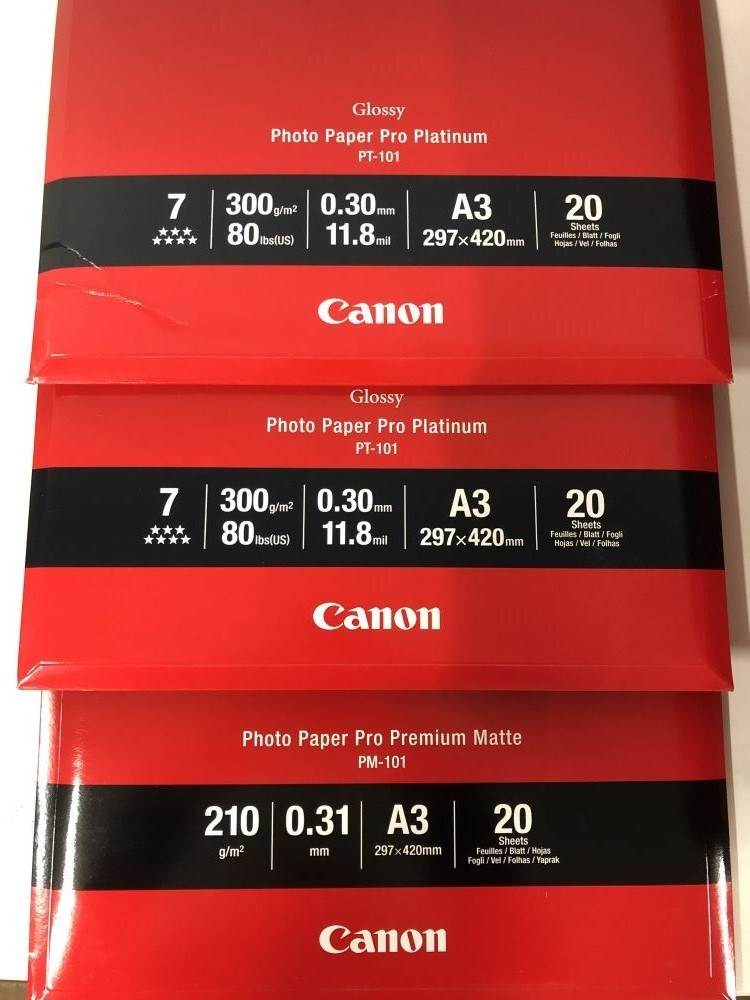 Glossy
Photo Paper Pro Platinum
PT-101
7 300g/m² 0.30mm A3 20
★★★ 80lbs(US) 11.8mil 297×420mm Sheets
★★★★ Feuilles / Blatt / Fogli
Hojas / Vel / Folhas
Canon
Glossy
Photo Paper Pro Platinum
PT-101
7 300g/m² 0.30mm A3 20
★★★ 80lbs(US) 11.8mil 297×420mm Sheets
★★★★ Feuilles / Blatt / Fogli
Hojas / Vel / Folhas
Canon
Photo Paper Pro Premium Matte
PM-101
210 0.31 A3 20
g/m² mm 297×420mm Sheets
Feuilles / Blatt / Hojas
Fogli / Vel / Folhas / Yaprak
Canon